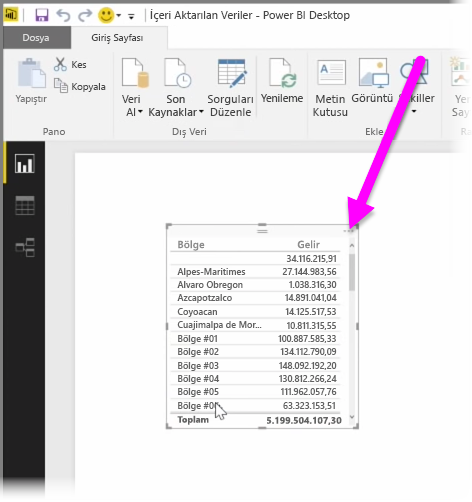 İçeri Aktarılan Veriler - Power BI Desktop
Dosya Giriş Sayfası
Yapıştır
Kes
Kopyala
Veri Al
Son Kaynaklar
Sorguları Düzenle
Yenileme
Metin Kutusu
Görüntü
Şekiller
Pano Dış Veri Ekle
Bölge Gelir
34.116.215,91
Alpes-Maritimes 27.144.983,56
Alvaro Obregon 1.038.316,30
Azcapotzalco 14.891.041,04
Coyoacan 14.125.517,53
Cuajimalpa de Mor... 10.811.315,55
Bölge #01 100.887.585,33
Bölge #02 134.112.790,09
Bölge #03 148.092.192,20
Bölge #04 130.812.266,24
Bölge #05 111.962.057,76
Bölge 63.323.153,51
Toplam 5.199.504.107,30